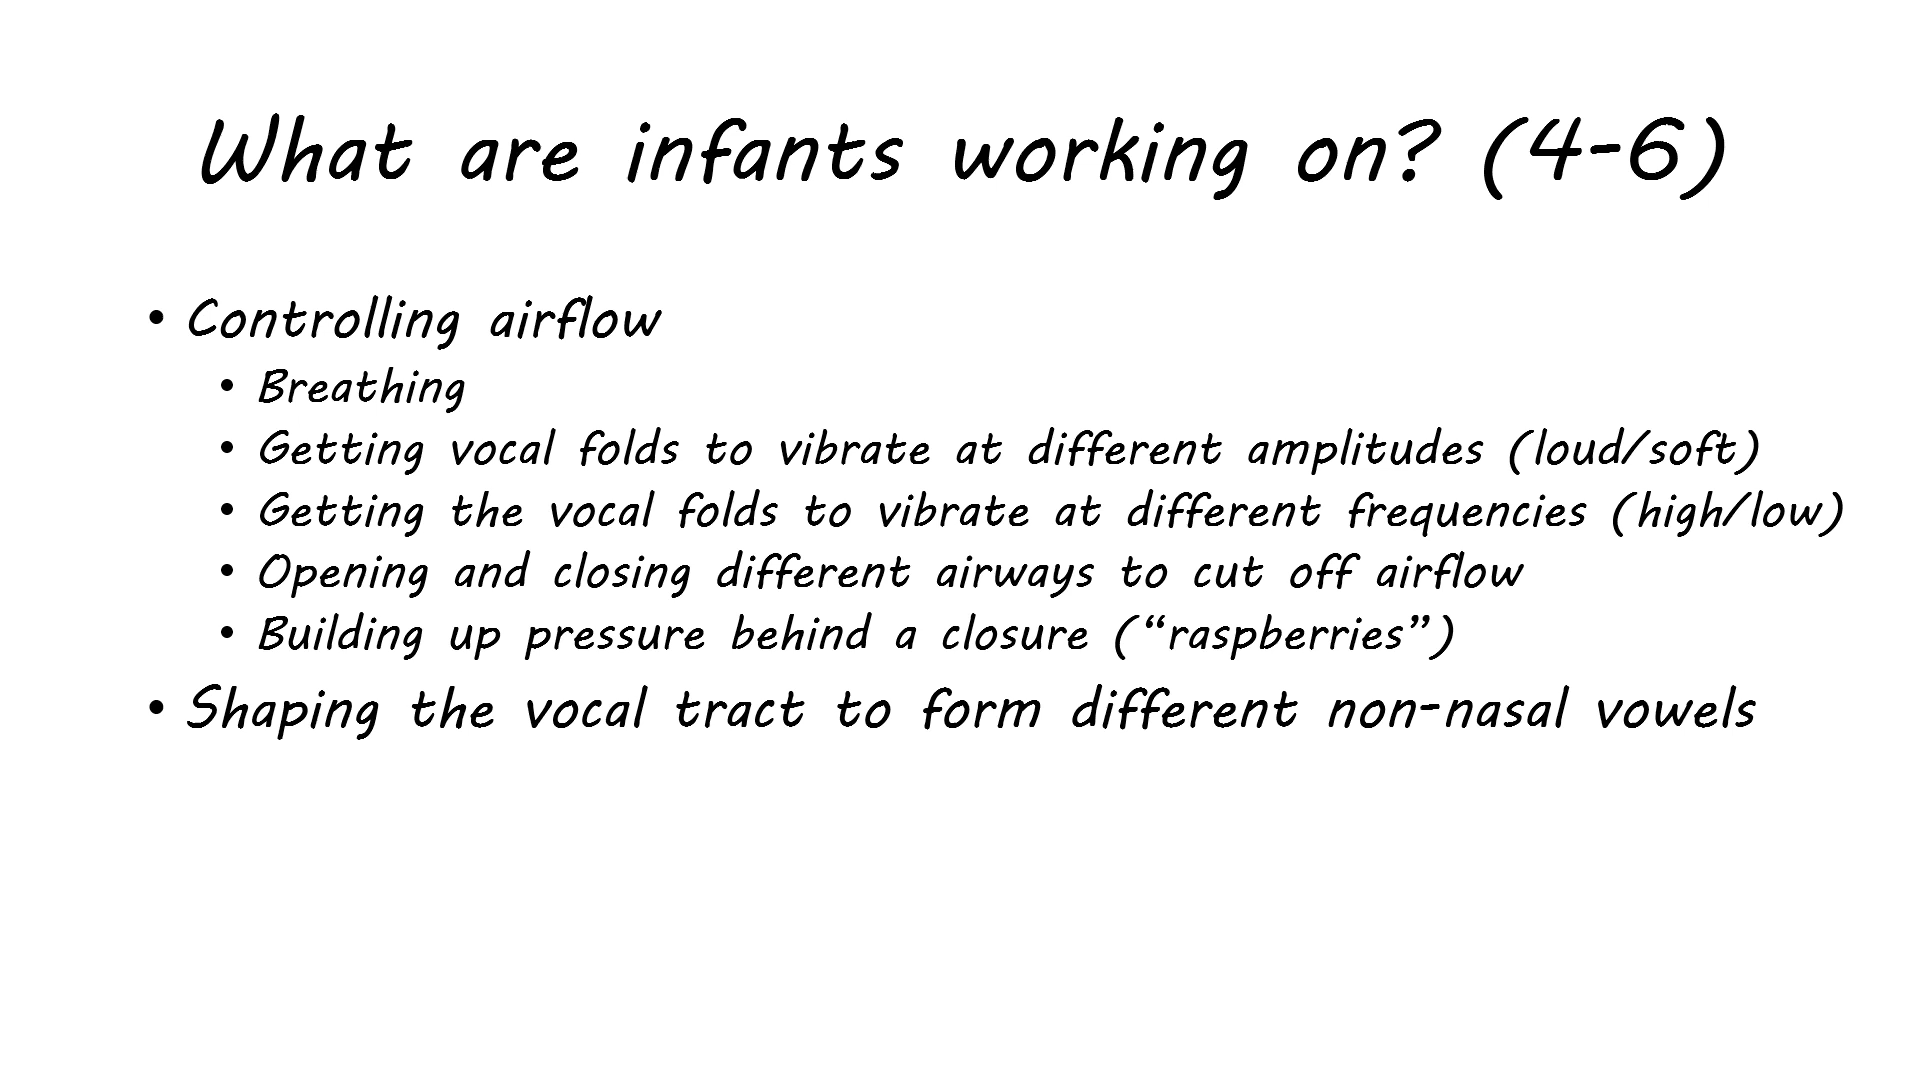 What are infants working on? (4-6)
• Controlling airflow
• Breathing
• Getting vocal folds to vibrate at different amplitudes (loud/soft)
• Getting the vocal folds to vibrate at different frequencies (high/low)
• Opening and closing different airways to cut off airflow
• Building up pressure behind a closure (“raspberries”)
• Shaping the vocal tract to form different non-nasal vowels